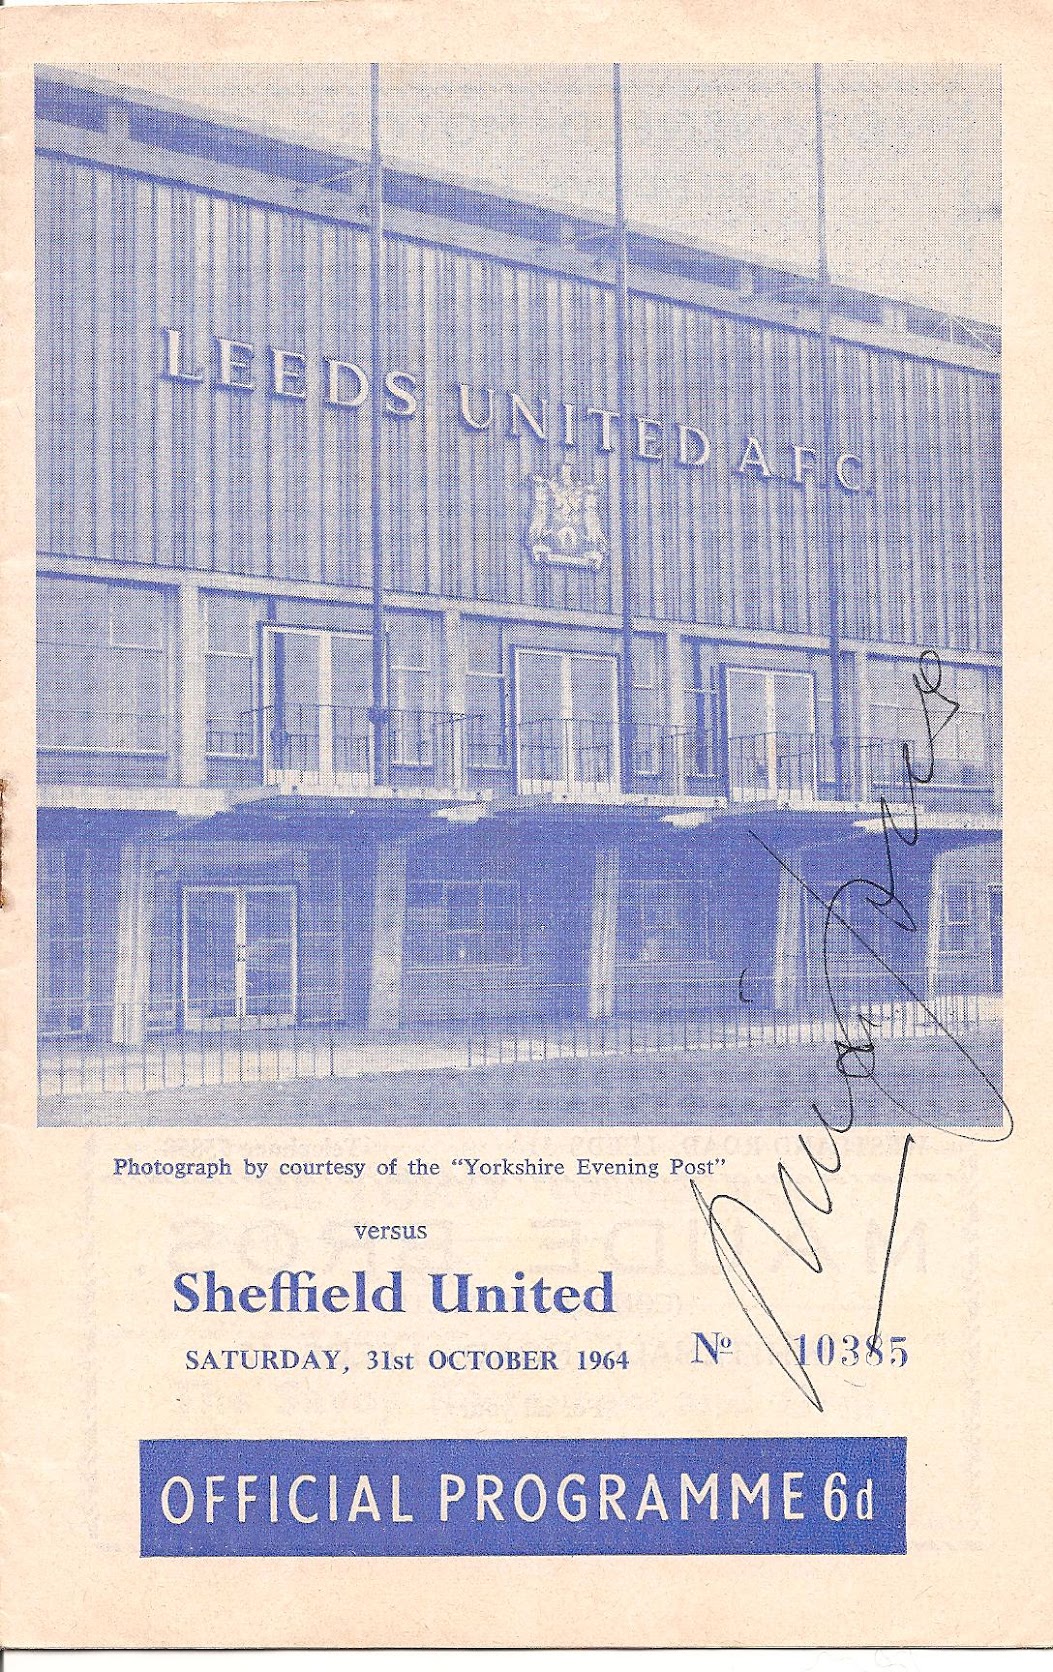 LEEDS UNITED A.F.C.
Photograph by courtesy of the "Yorkshire Evening Post"
versus
Sheffield United
SATURDAY, 31st OCTOBER 1964
Nº 10385
OFFICIAL PROGRAMME 6d